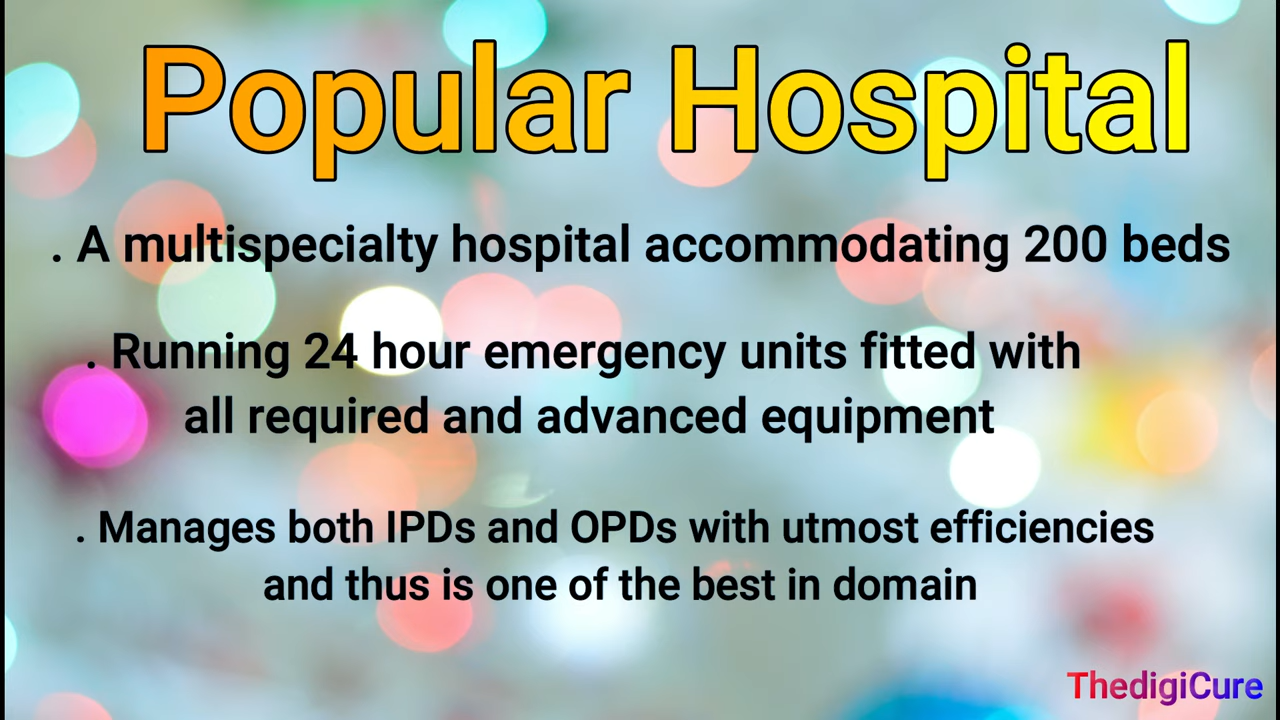 Popular Hospital
. A multispecialty hospital accommodating 200 beds
. Running 24 hour emergency units fitted with
all required and advanced equipment
. Manages both IPDs and OPDs with utmost efficiencies
and thus is one of the best in domain
ThedigiCure